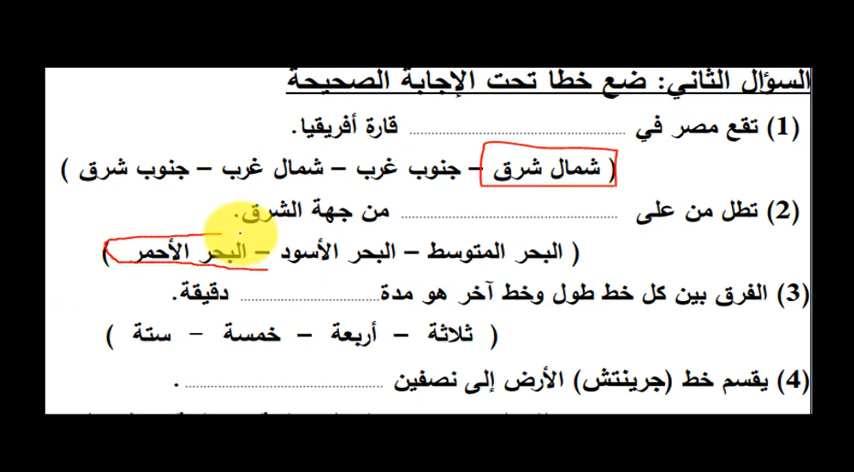 السؤال الثاني: ضع خطا تحت الإجابة الصحيحة
(1) تقع مصر في ........................ قارة أفريقيا.
( شمال شرق – جنوب غرب – شمال غرب – جنوب شرق )
(2) تطل من على ........................ من جهة الشرق.
( البحر المتوسط – البحر الأسود – البحر الأحمر )
(3) الفرق بين كل خط طول وخط آخر هو مدة................ دقيقة.
( ثلاثة – أربعة – خمسة – ستة )
(4) يقسم خط (جرينتش) الأرض إلى نصفين ........................ .